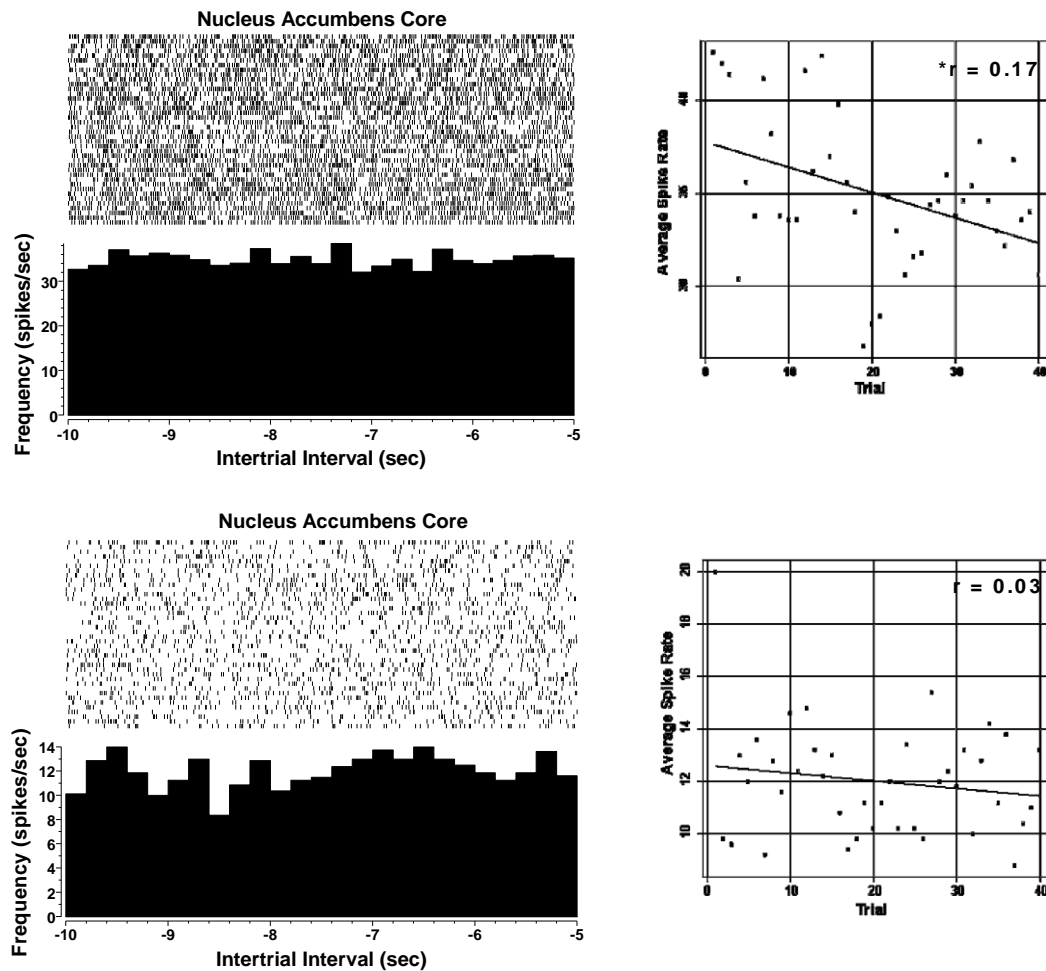 Nucleus Accumbens Core
30
20
10
0
Frequency (spikes/sec)
-10 -9 -8 -7 -6 -5
Intertrial Interval (sec)
*r = 0.17
40
35
30
Average Spike Rate
0 10 20 30 40
Trial
Nucleus Accumbens Core
14
12
10
8
6
4
2
0
Frequency (spikes/sec)
-10 -9 -8 -7 -6 -5
Intertrial Interval (sec)
r = 0.03
20
18
16
14
12
10
Average Spike Rate
0 10 20 30 40
Trial